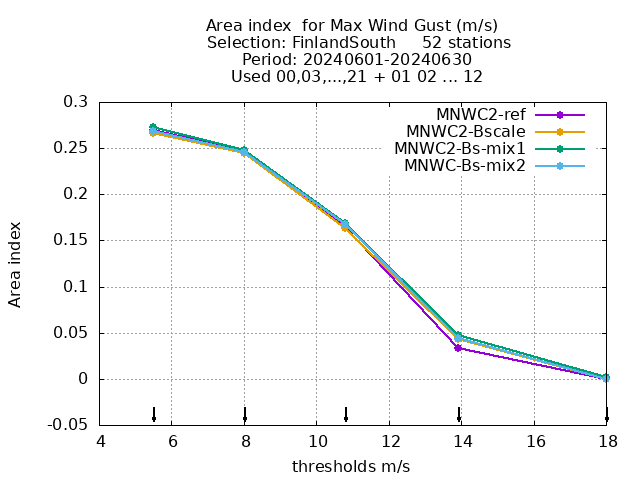 Area index  for Max Wind Gust (m/s)
Selection: FinlandSouth     52 stations
Period: 20240601-20240630
Used 00,03,...,21 + 01 02 ... 12
MNWC2-ref
MNWC2-Bscale
MNWC2-Bs-mix1
MNWC-Bs-mix2
0.3
0.25
0.2
0.15
0.1
0.05
0
-0.05
Area index
4 6 8 10 12 14 16 18
thresholds m/s